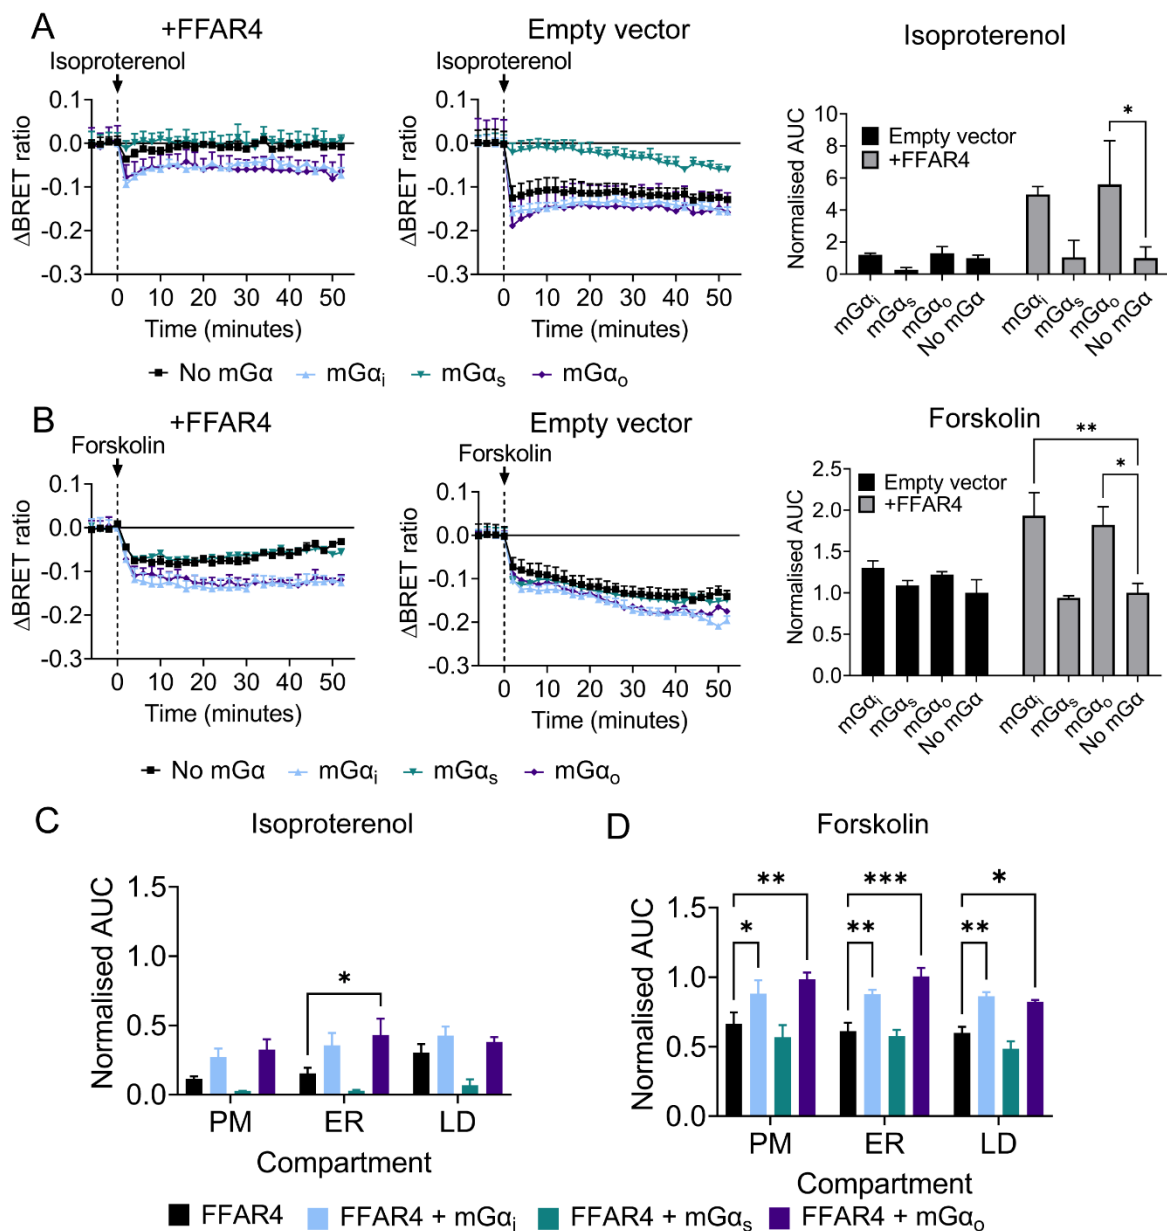 A
+FFAR4
Empty vector
Isoproterenol
Isoproterenol
Isoproterenol
ΔBRET ratio
0.1
0.0
-0.1
-0.2
-0.3
0 10 20 30 40 50
Time (minutes)
ΔBRET ratio
0.1
0.0
-0.1
-0.2
-0.3
0 10 20 30 40 50
Time (minutes)
Normalised AUC
10
8
6
4
2
0
Empty vector
+FFAR4
*
mGαi mGαs mGαo No mGα mGαi mGαs mGαo No mGα
No mGα mGαi mGαs mGαo
B
+FFAR4
Empty vector
Forskolin
Forskolin
Forskolin
ΔBRET ratio
0.1
0.0
-0.1
-0.2
-0.3
0 10 20 30 40 50
Time (minutes)
ΔBRET ratio
0.1
0.0
-0.1
-0.2
-0.3
0 10 20 30 40 50
Time (minutes)
Normalised AUC
2.5
2.0
1.5
1.0
0.5
0.0
Empty vector
+FFAR4
**
*
mGαi mGαs mGαo No mGα mGαi mGαs mGαo No mGα
No mGα mGαi mGαs mGαo
C
Isoproterenol
Normalised AUC
1.5
1.0
0.5
0.0
*
PM ER LD
Compartment
D
Forskolin
Normalised AUC
1.5
1.0
0.5
0.0
** *** *
* ** **
PM ER LD
Compartment
FFAR4 FFAR4 + mGαi FFAR4 + mGαs FFAR4 + mGαo